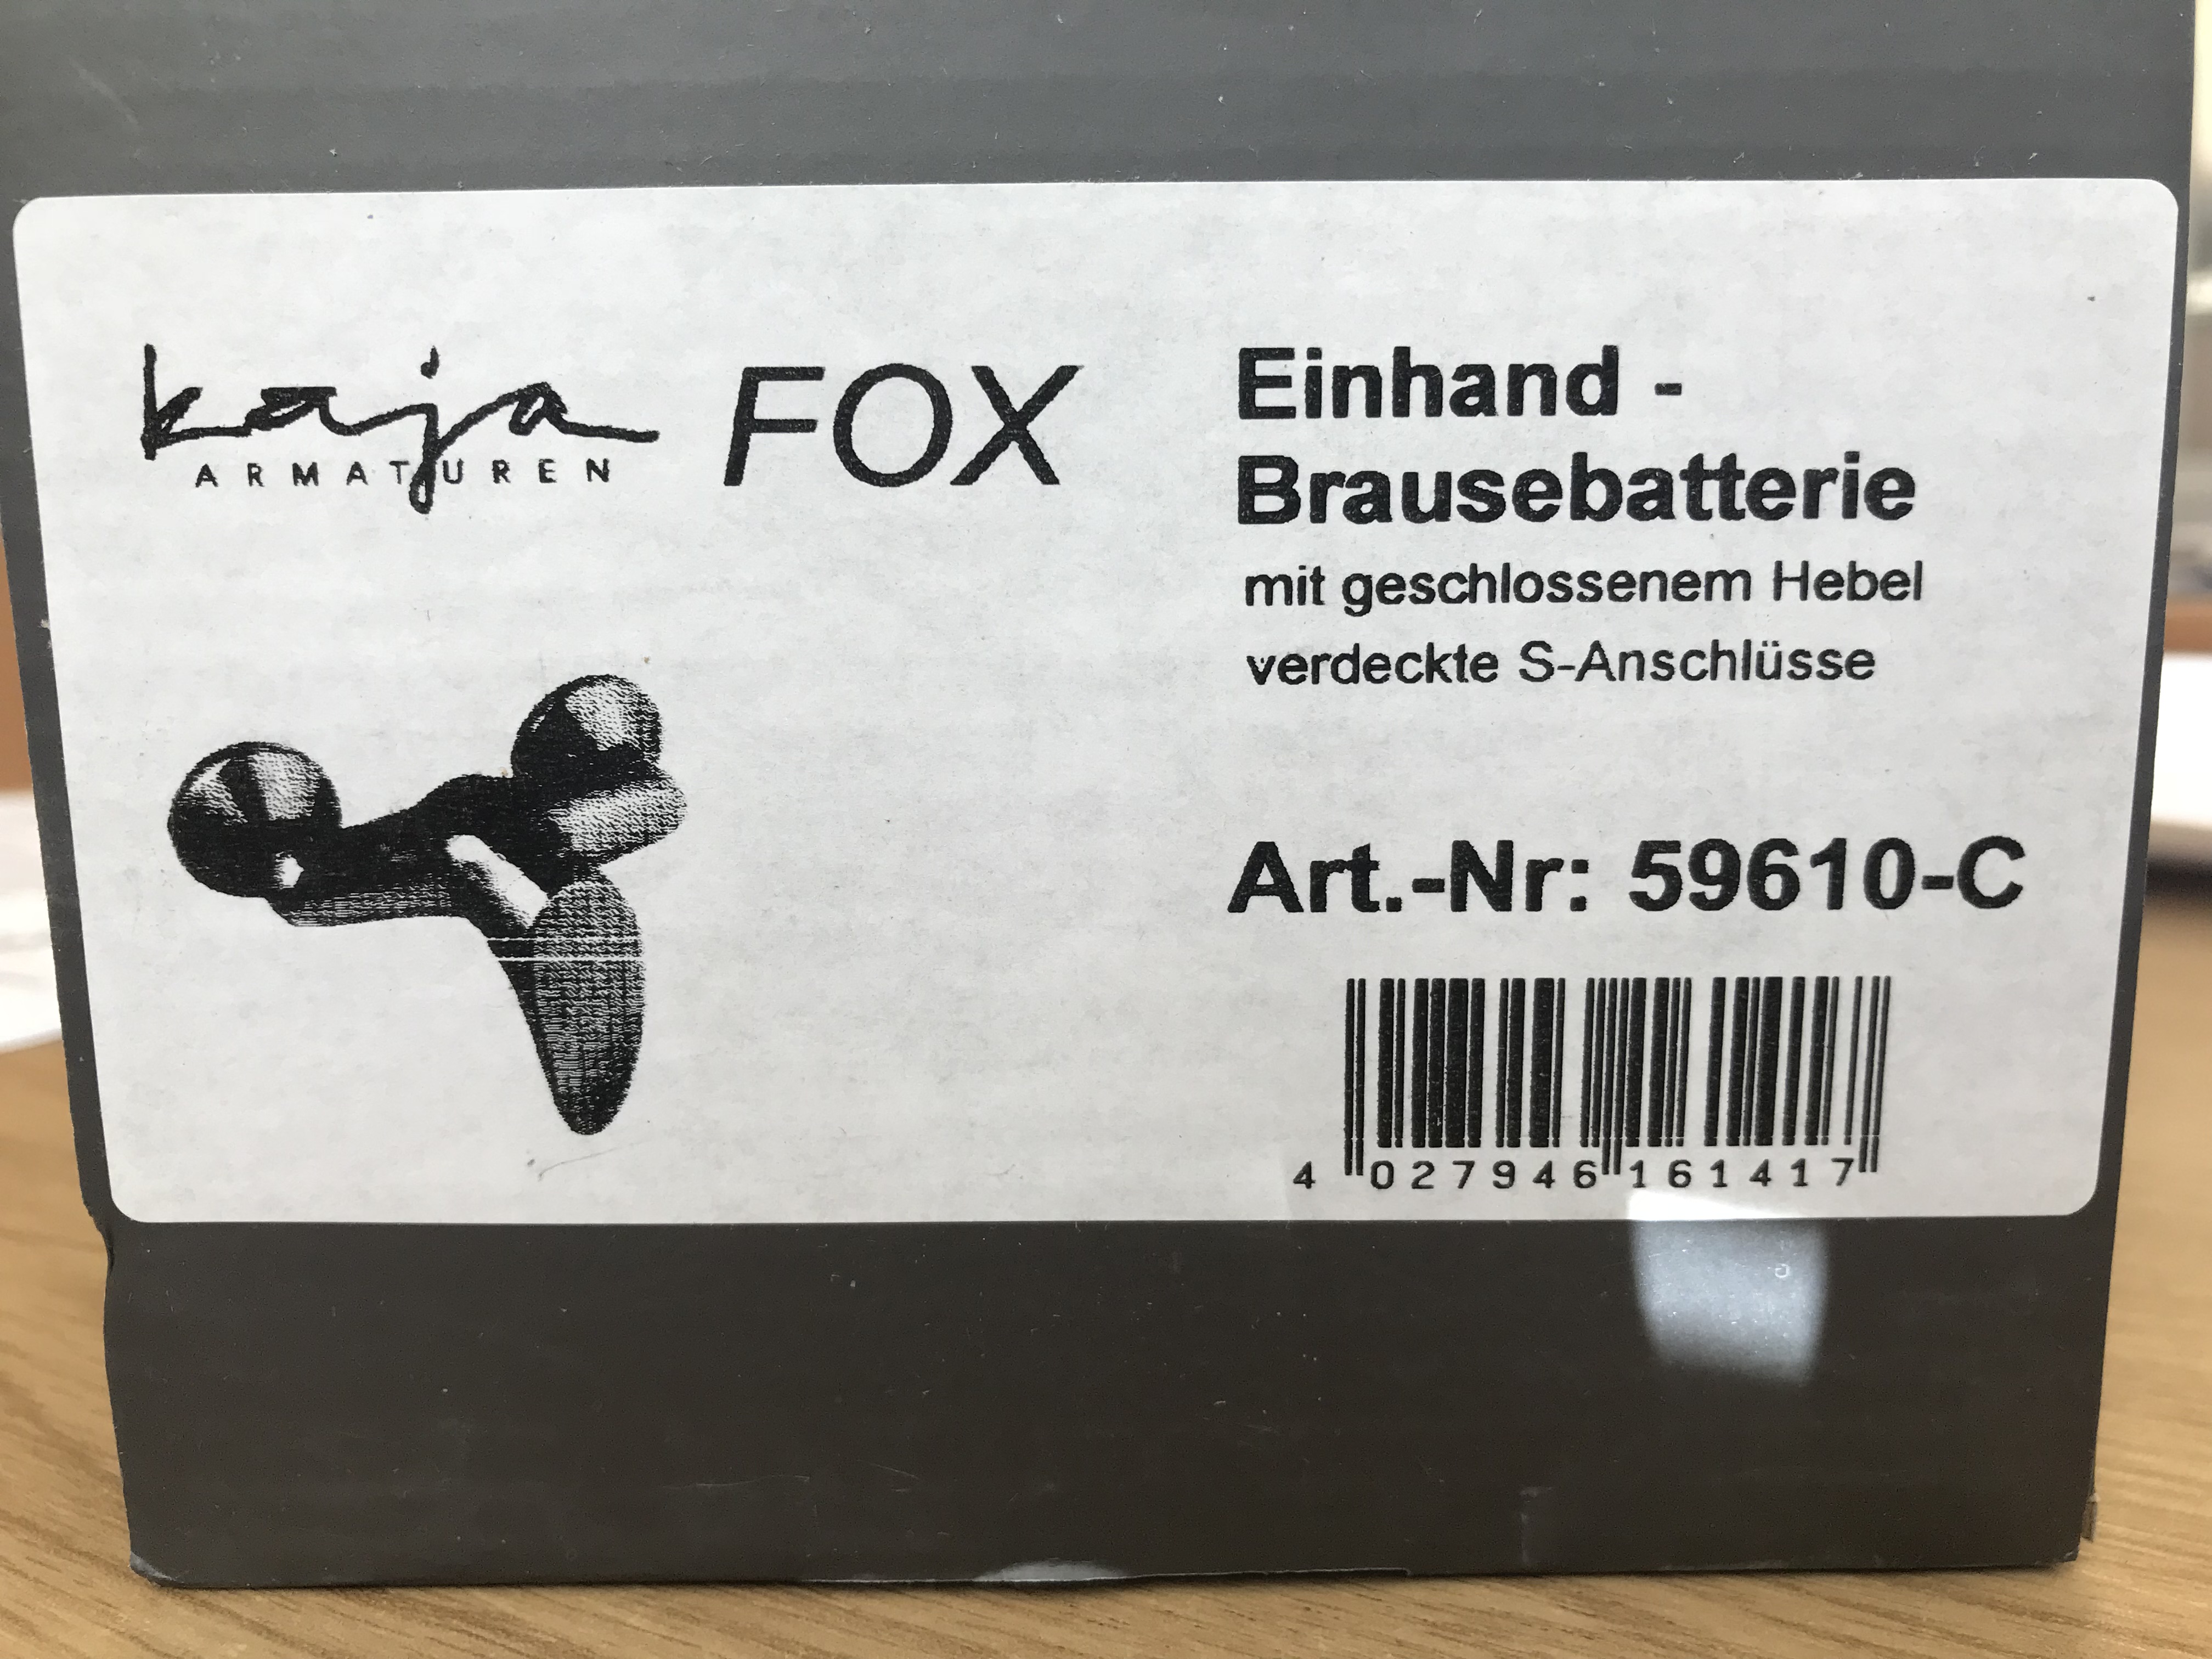 kaja FOX
ARMATUREN
Einhand -
Brausebatterie
mit geschlossenem Hebel
verdeckte S-Anschlüsse
Art.-Nr: 59610-C
4 027946 161417